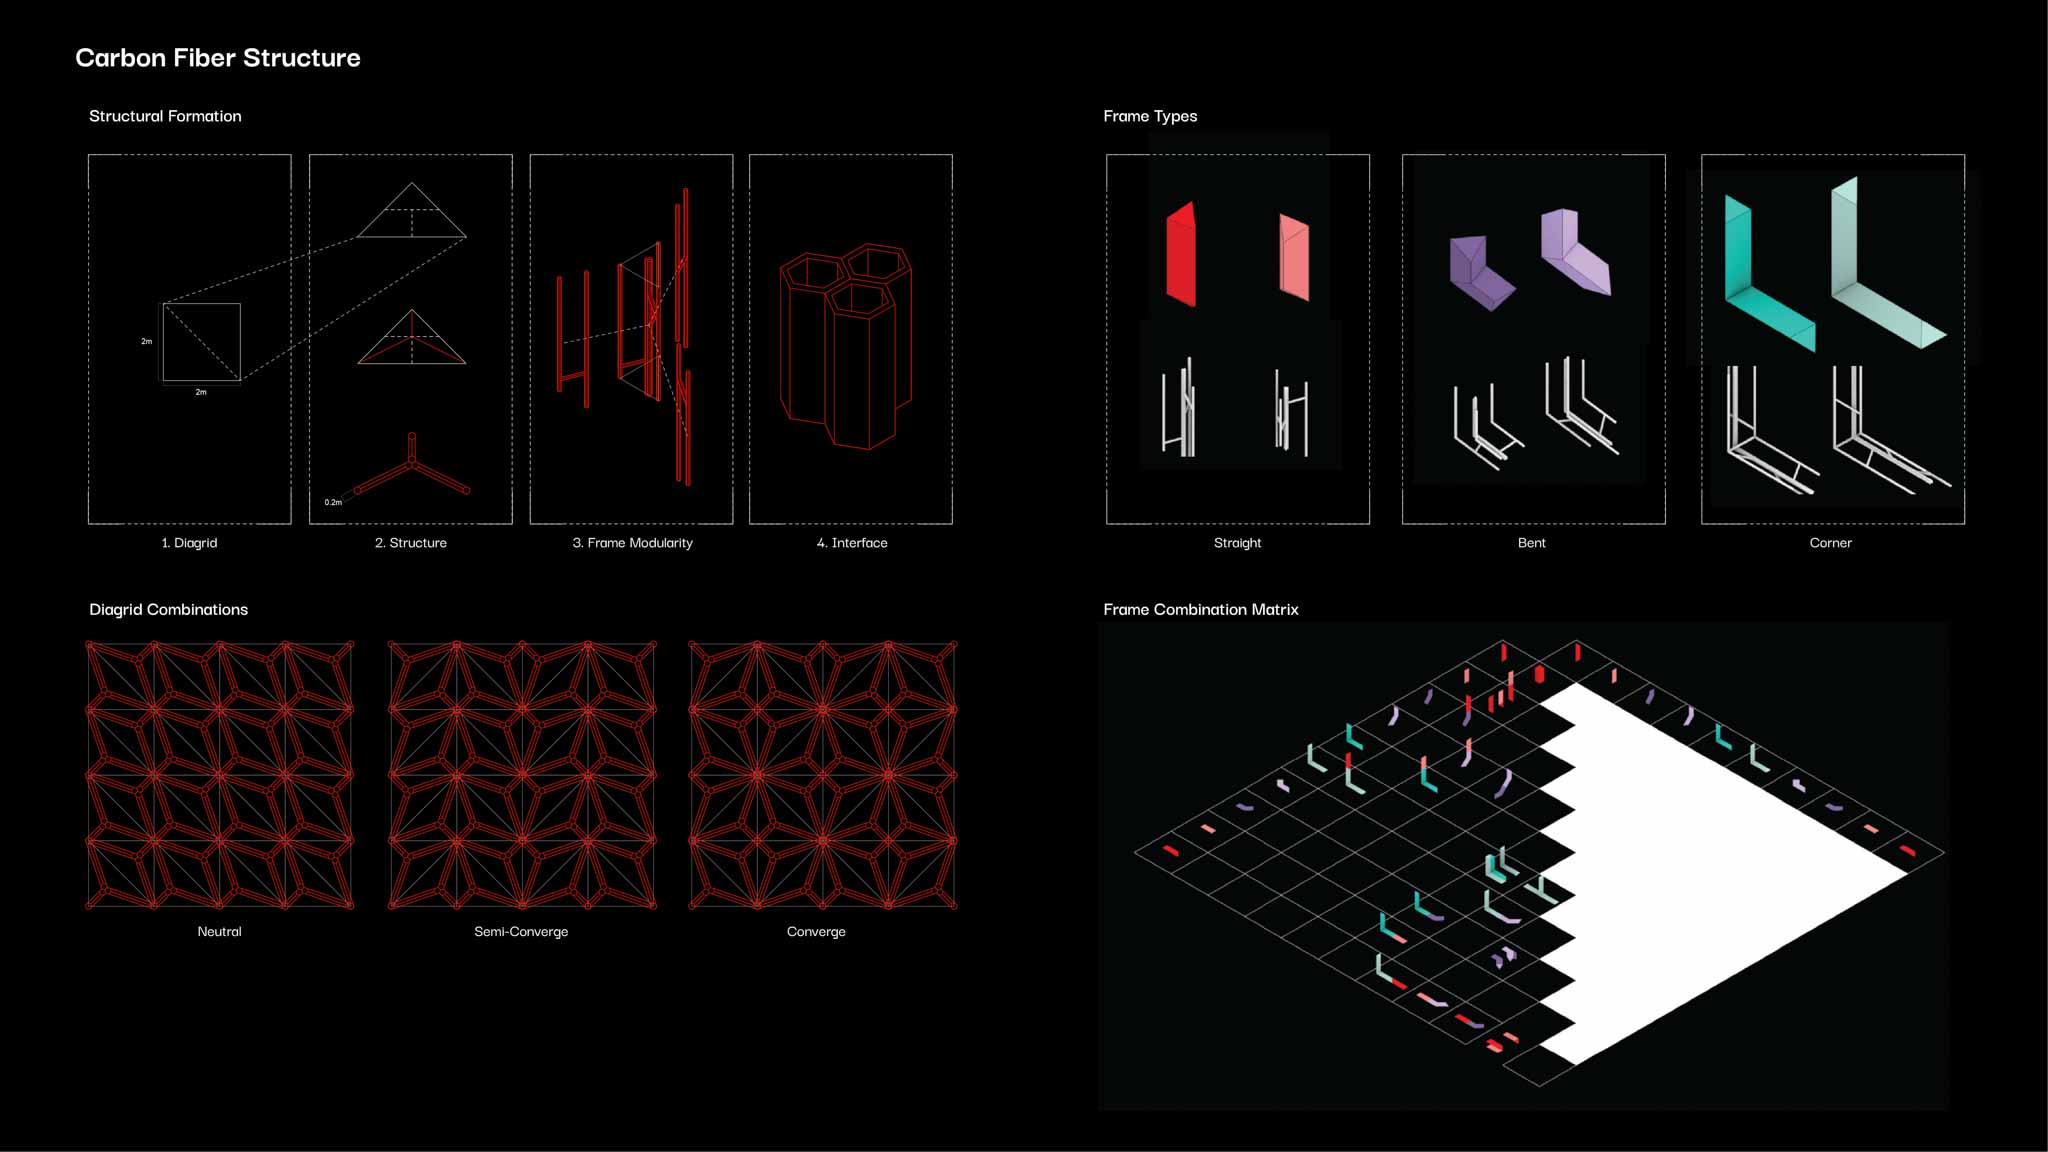 Carbon Fiber Structure
Structural Formation
2m
2m
0.2m
1. Diagrid
2. Structure
3. Frame Modularity
4. Interface
Frame Types
Straight
Bent
Corner
Diagrid Combinations
Neutral
Semi-Converge
Converge
Frame Combination Matrix